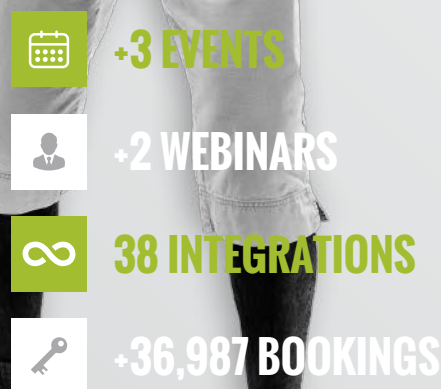 +3 EVENTS
+2 WEBINARS
38 INTEGRATIONS
+36,987 BOOKINGS